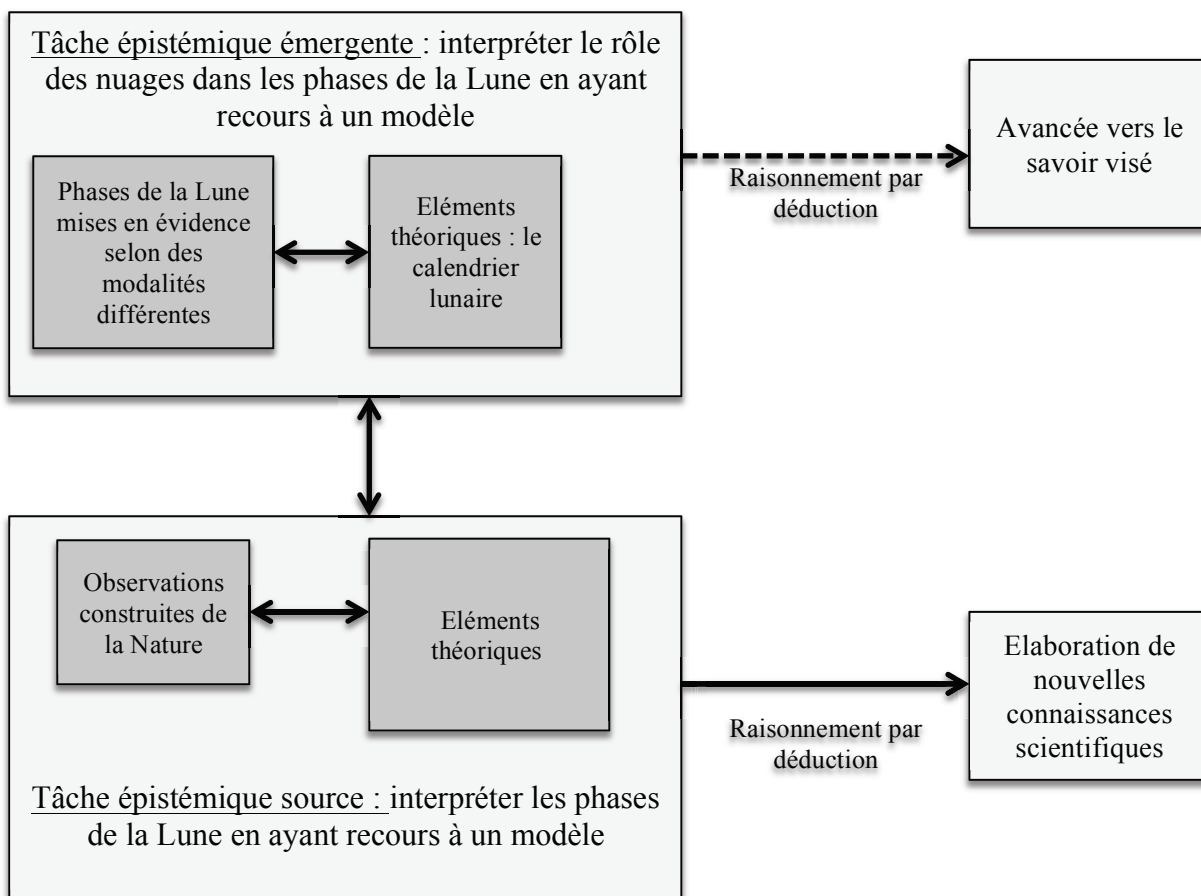 Tâche épistémique émergente : interpréter le rôle
des nuages dans les phases de la Lune en ayant
recours à un modèle
Phases de la Lune
mises en évidence
selon des
modalités
différentes
Eléments
théoriques : le
calendrier
lunaire
Raisonnement par
déduction
Avancée vers le
savoir visé
Observations
construites de
la Nature
Eléments
théoriques
Tâche épistémique source : interpréter les phases
de la Lune en ayant recours à un modèle
Raisonnement par
déduction
Elaboration de
nouvelles
connaissances
scientifiques